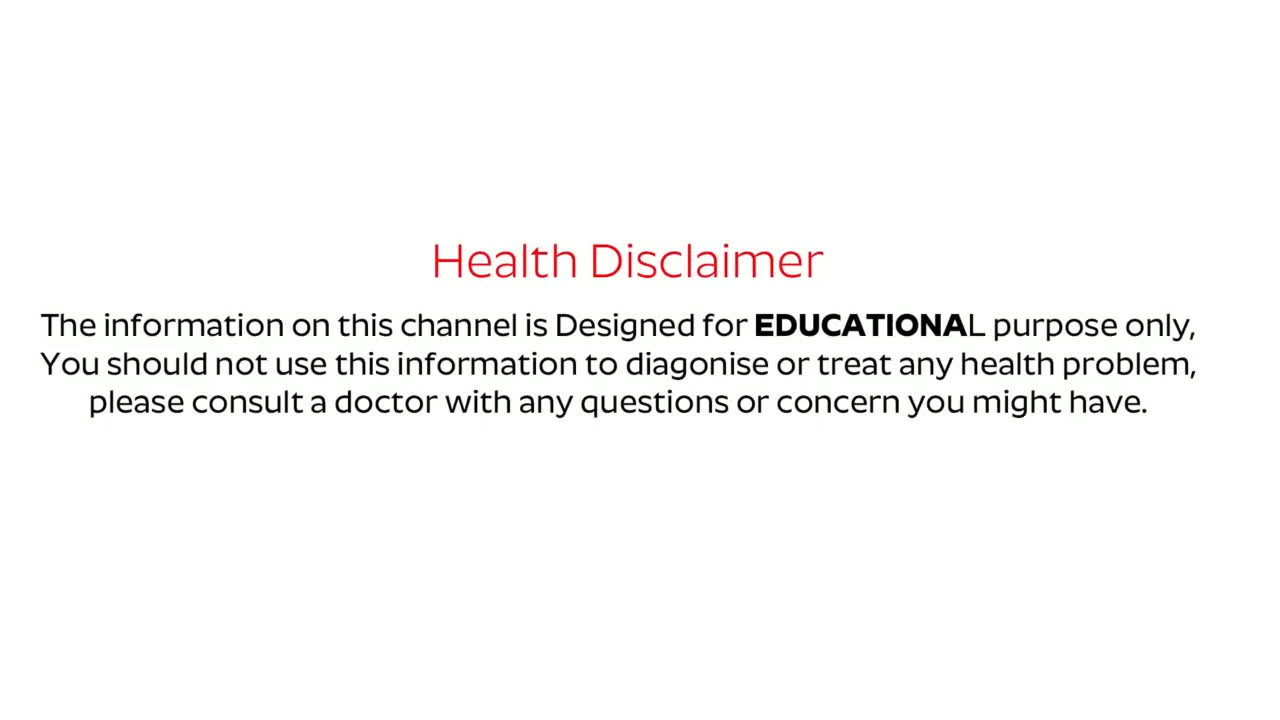 Health Disclaimer
The information on this channel is Designed for EDUCATIONAL purpose only,
You should not use this information to diagonise or treat any health problem,
please consult a doctor with any questions or concern you might have.